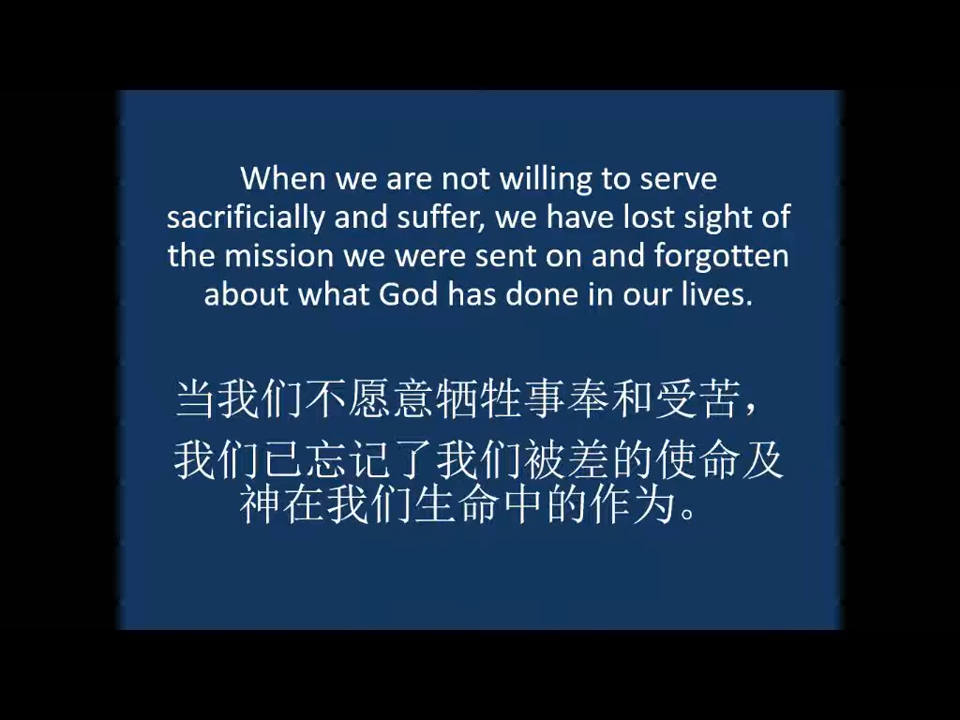 When we are not willing to serve
sacrificially and suffer, we have lost sight of
the mission we were sent on and forgotten
about what God has done in our lives.
当我们不愿意牺牲事奉和受苦，
我们已忘记了我们被差的使命及
神在我们生命中的作为。